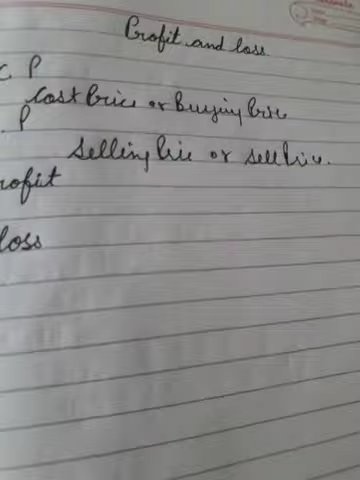 Profit and loss
C. P
Cost price or buying price
. P
Selling price or sell price.
rofit
loss